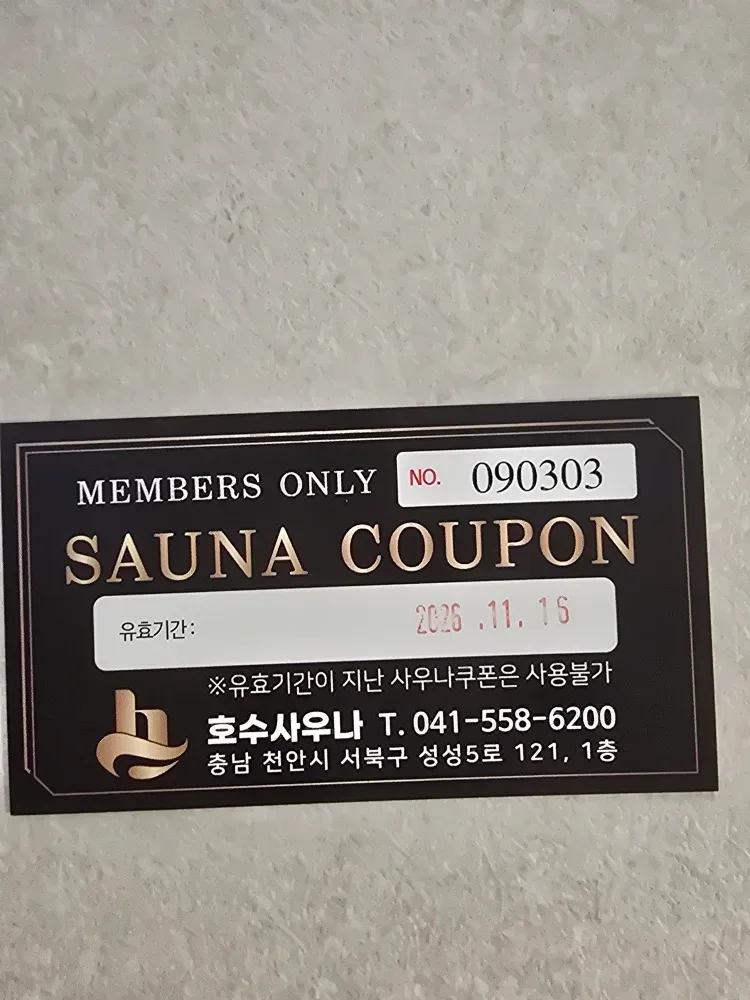 MEMBERS ONLY NO. 090303
SAUNA COUPON
유효기간: 2026 .11. 16
※유효기간이 지난 사우나쿠폰은 사용불가
호수사우나 T. 041-558-6200
충남 천안시 서북구 성성5로 121, 1층